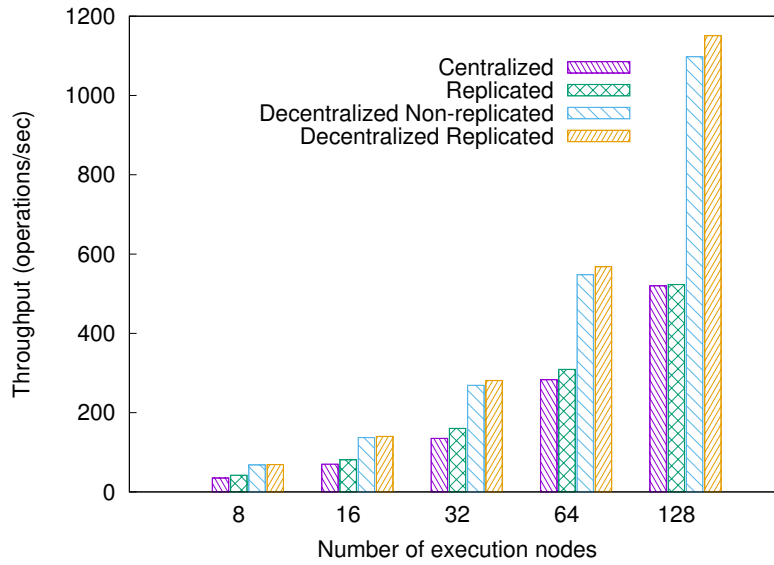 1200
1000
800
600
400
200
0
Throughput (operations/sec)
Centralized
Replicated
Decentralized Non-replicated
Decentralized Replicated
8 16 32 64 128
Number of execution nodes